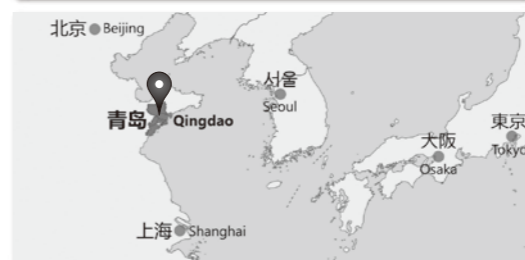 北京 Beijing
서울
Seoul
青岛 Qingdao
東京
Tokyo
大阪
Osaka
上海 Shanghai